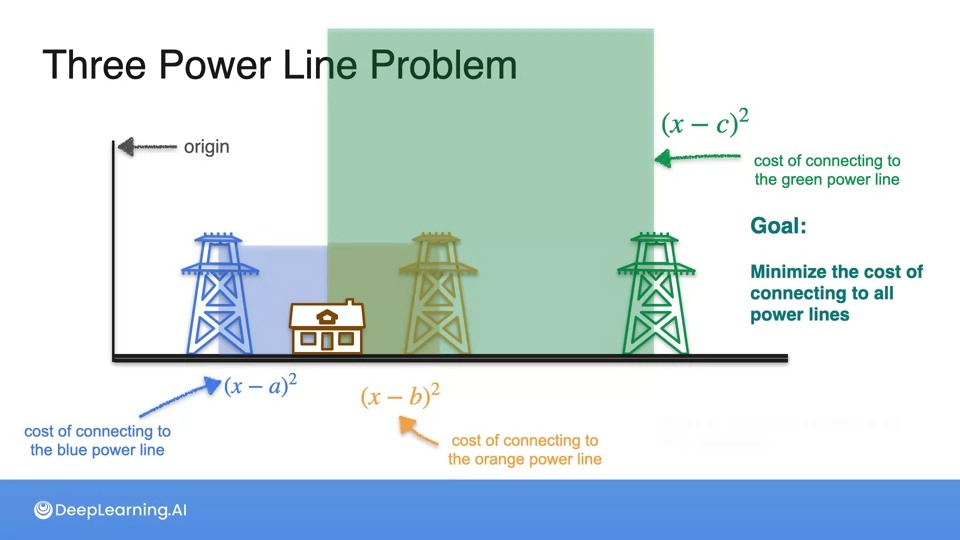 Three Power Line Problem
origin
(x − c)²
cost of connecting to
the green power line
Goal:
Minimize the cost of
connecting to all
power lines
(x − a)²
(x − b)²
cost of connecting to
the blue power line
cost of connecting to
the orange power line
DeepLearning.AI